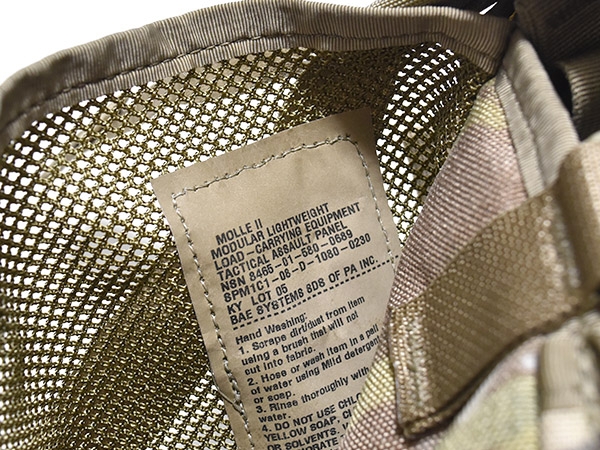 MOLLE II
MODULAR LIGHTWEIGHT
LOAD-CARRYING EQUIPMENT
TACTICAL ASSAULT PANEL
NSN 8465-01-580-0689
SPM1C1-08-D-1080-0230
KY LOT 05
BAE SYSTEMS SDS OF PA INC.
Hand Washing:
1. Scrape dirt/dust from item
using a brush that will not
cut into fabric.
2. Hose or wash item in a pail
of water using Mild detergent
or soap.
3. Rinse thoroughly with
water.
4. DO NOT USE
YELLOW SOAP,
OR SOLVENTS.